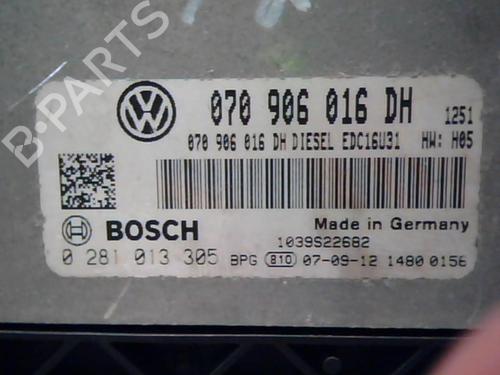 B-PARTS
070 906 016 DH 1251
070 906 016 DH DIESEL EDC16U31 HW: H05
BOSCH Made in Germany
1039S22682
0 281 013 305 BPG 810 07-09-12 1480 0156